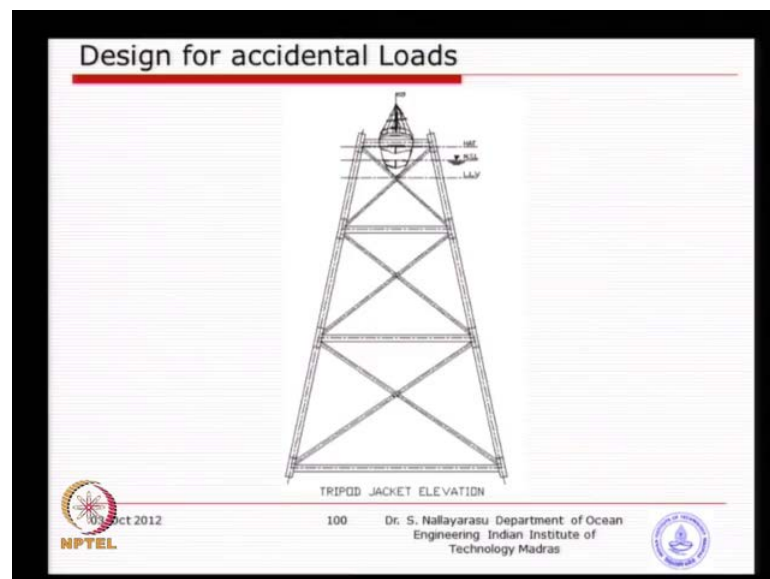 Design for accidental Loads
HAT
MSL
TRIPOD JACKET ELEVATION
03 Oct 2012
100
Dr. S. Nallayarasu Department of Ocean
Engineering Indian Institute of
Technology Madras
NPTEL